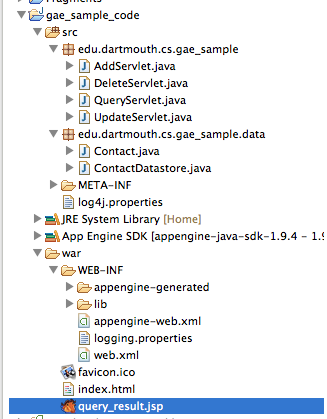 gae_sample_code
src
edu.dartmouth.cs.gae_sample
AddServlet.java
DeleteServlet.java
QueryServlet.java
UpdateServlet.java
edu.dartmouth.cs.gae_sample.data
Contact.java
ContactDatastore.java
META-INF
log4j.properties
JRE System Library [Home]
App Engine SDK [appengine-java-sdk-1.9.4 - 1.9
war
WEB-INF
appengine-generated
lib
appengine-web.xml
logging.properties
web.xml
favicon.ico
index.html
query_result.jsp